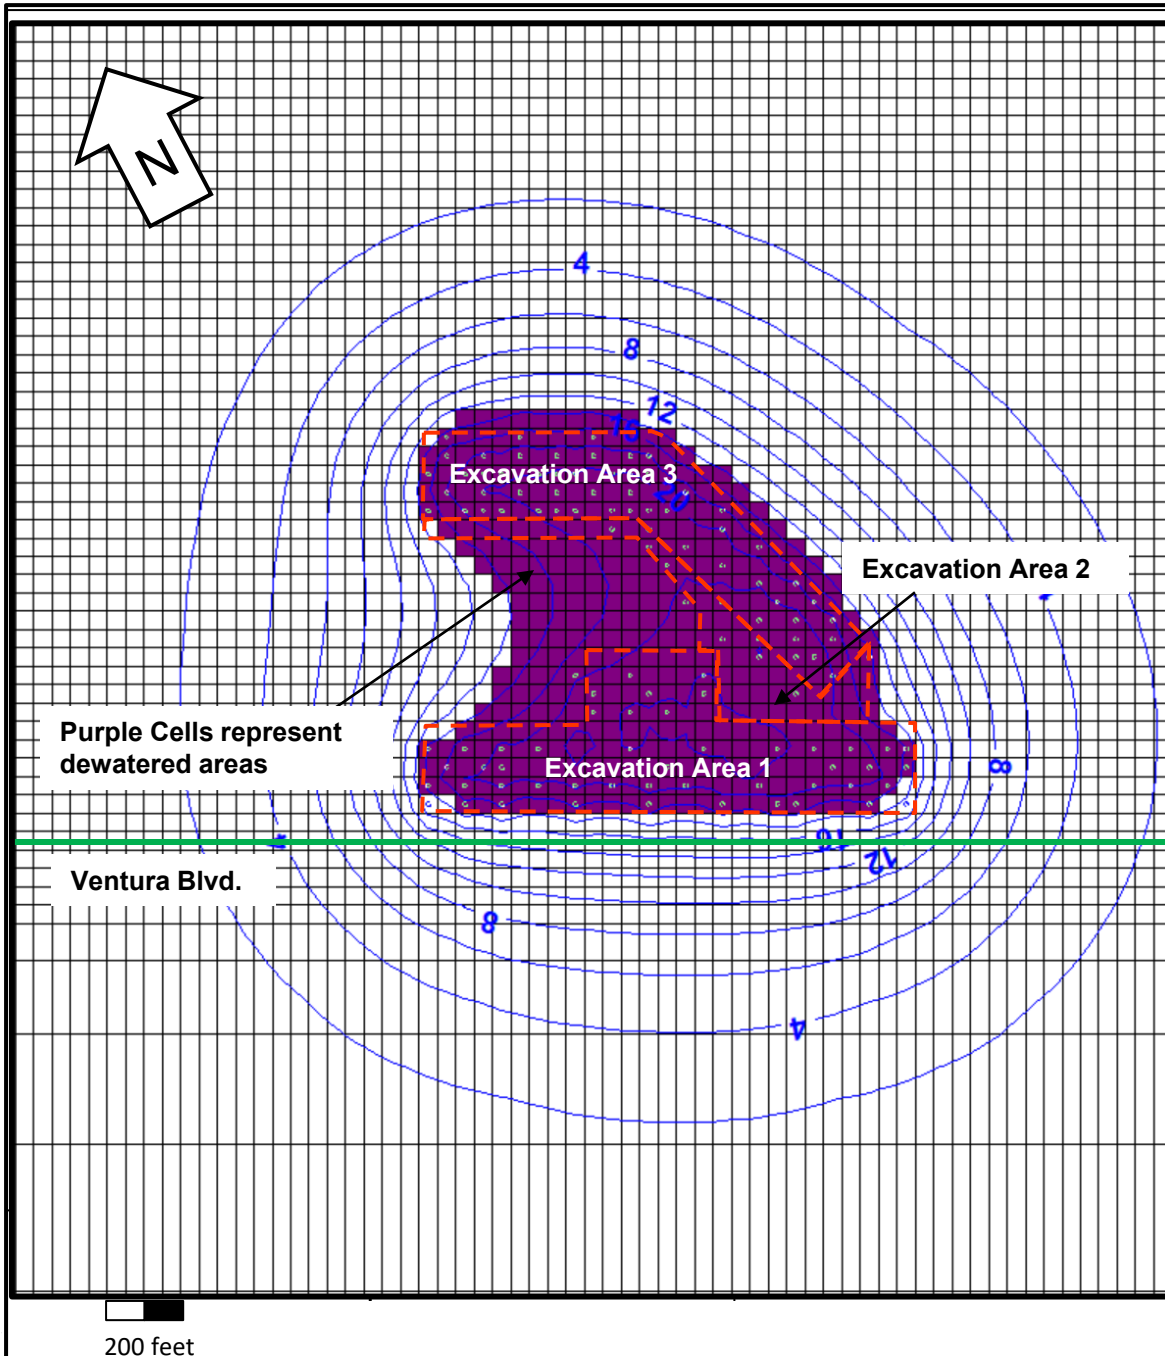 N
4
8
12
16
Excavation Area 3
20
Excavation Area 2
Purple Cells represent
dewatered areas
Excavation Area 1
8
16
12
Ventura Blvd.
8
4
200 feet